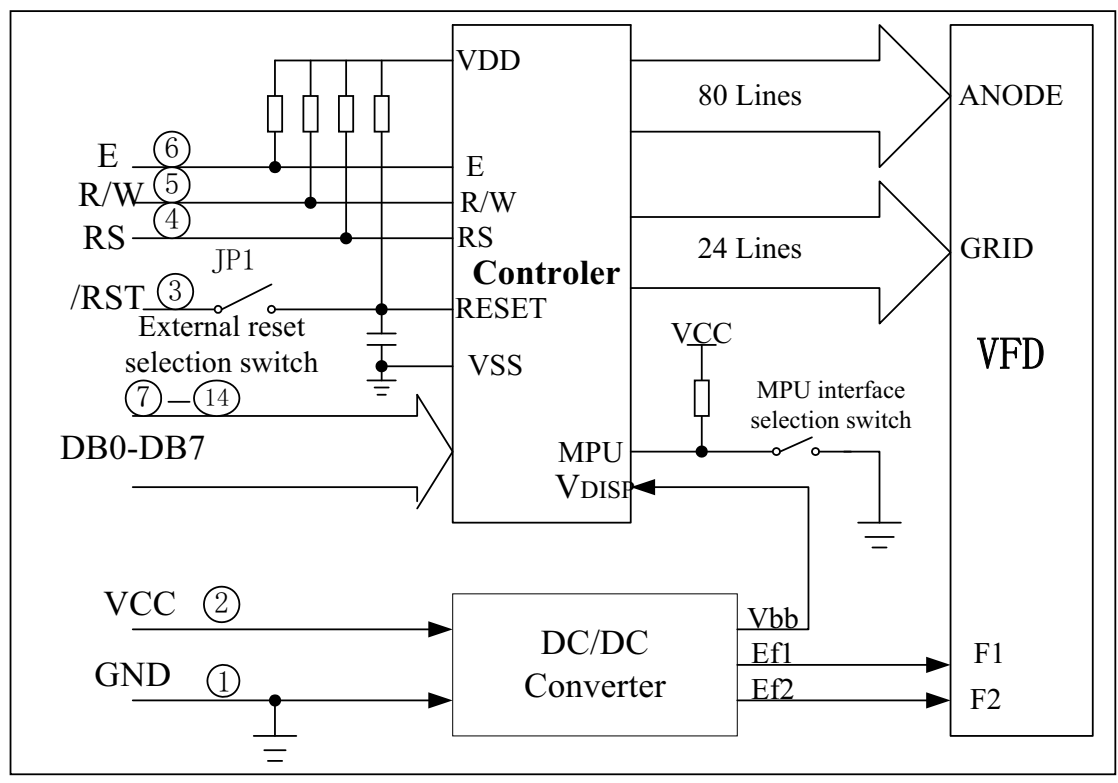 VDD
80 Lines
ANODE
E ⑥
E
R/W ⑤
R/W
RS ④
RS
24 Lines
GRID
JP1
Controler
/RST ③
RESET
External reset
selection switch
VSS
VCC
VFD
⑦—⑭
MPU interface
selection switch
DB0-DB7
MPU
VDISP
VCC ②
DC/DC
Converter
Vbb
Ef1
F1
GND ①
Ef2
F2